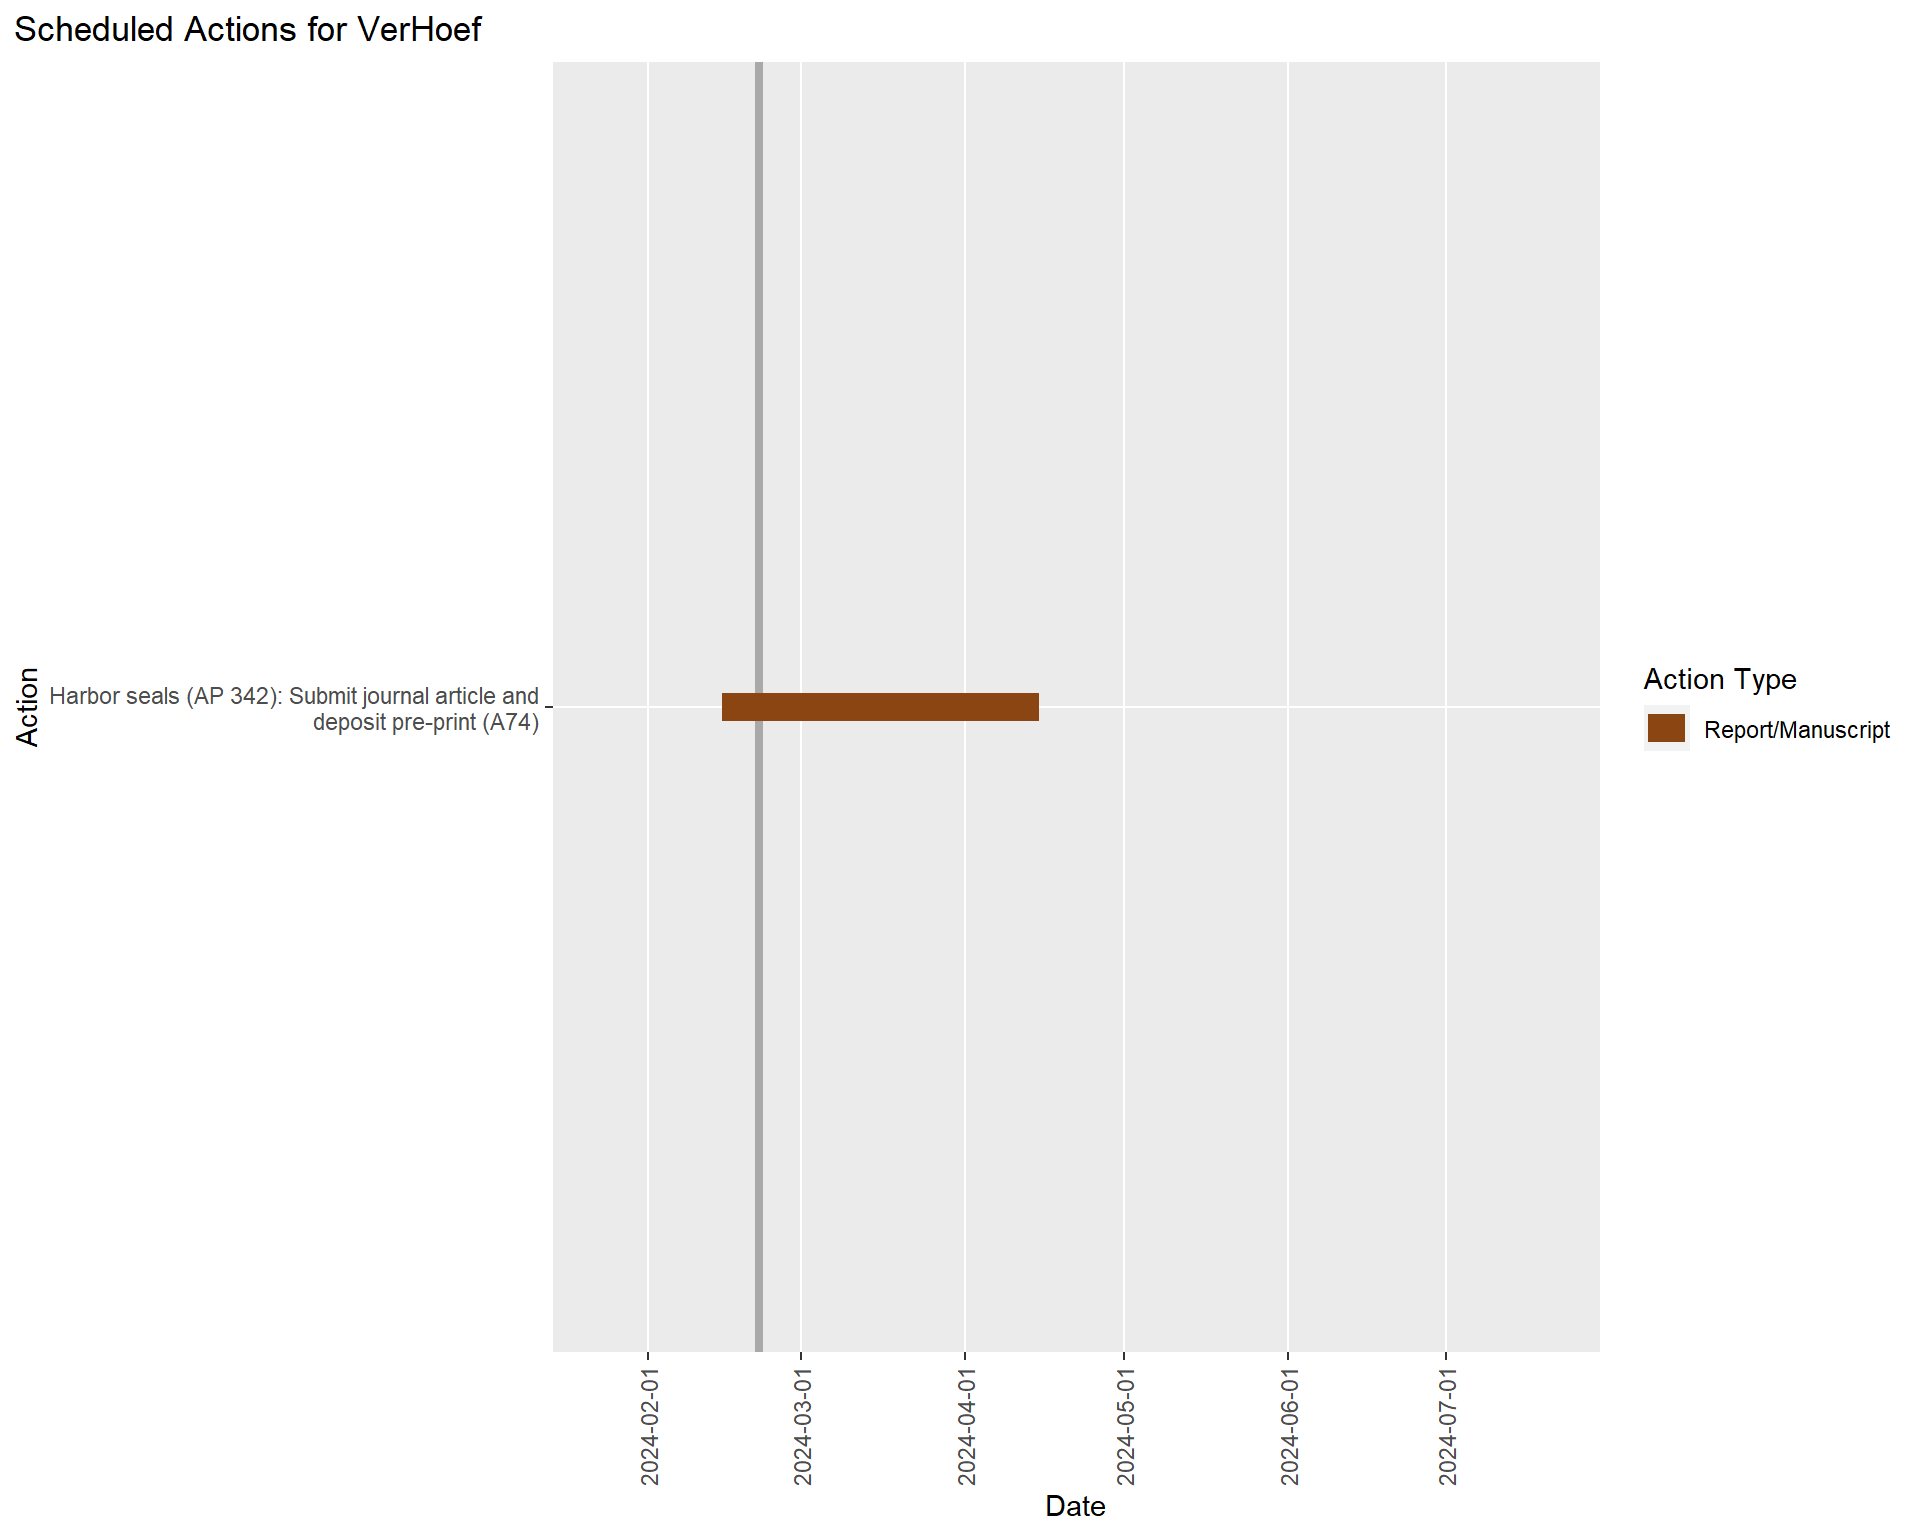 Scheduled Actions for VerHoef
Action
Harbor seals (AP 342): Submit journal article and
deposit pre-print (A74)
2024-02-01
2024-03-01
2024-04-01
2024-05-01
2024-06-01
2024-07-01
Date
Action Type
Report/Manuscript